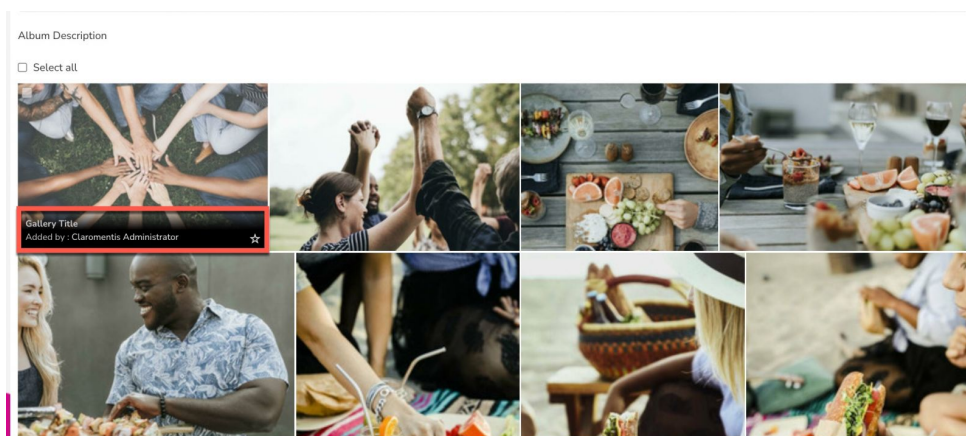 Album Description
Select all
Gallery Title
Added by : Claromentis Administrator